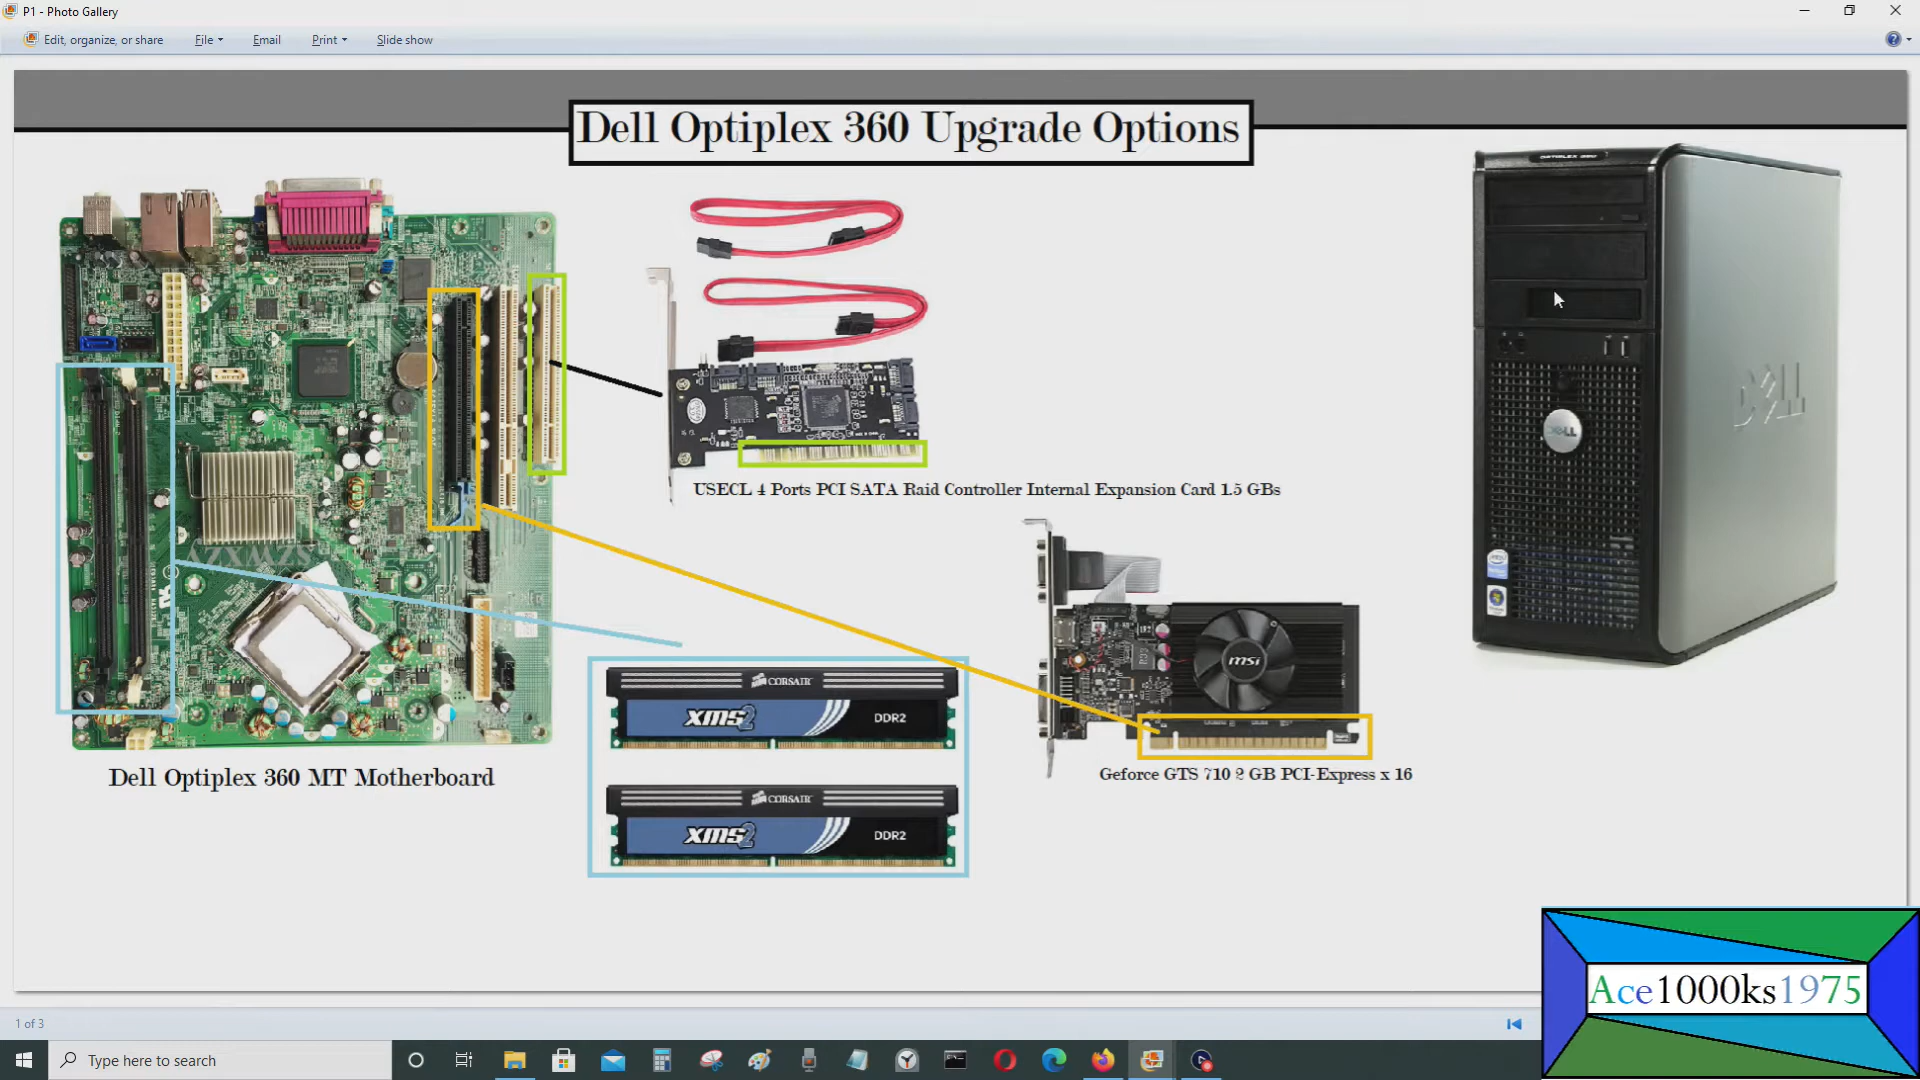 P1 - Photo Gallery
Edit, organize, or share File Email Print Slide show
Dell Optiplex 360 Upgrade Options
OPTIPLEX 360
DELL
DELL
USECL 4 Ports PCI SATA Raid Controller Internal Expansion Card 1.5 GBs
msi
CORSAIR
xms2 DDR2
Geforce GTS 710 2 GB PCI-Express x 16
Dell Optiplex 360 MT Motherboard
CORSAIR
xms2 DDR2
Ace1000ks1975
1 of 3
Type here to search